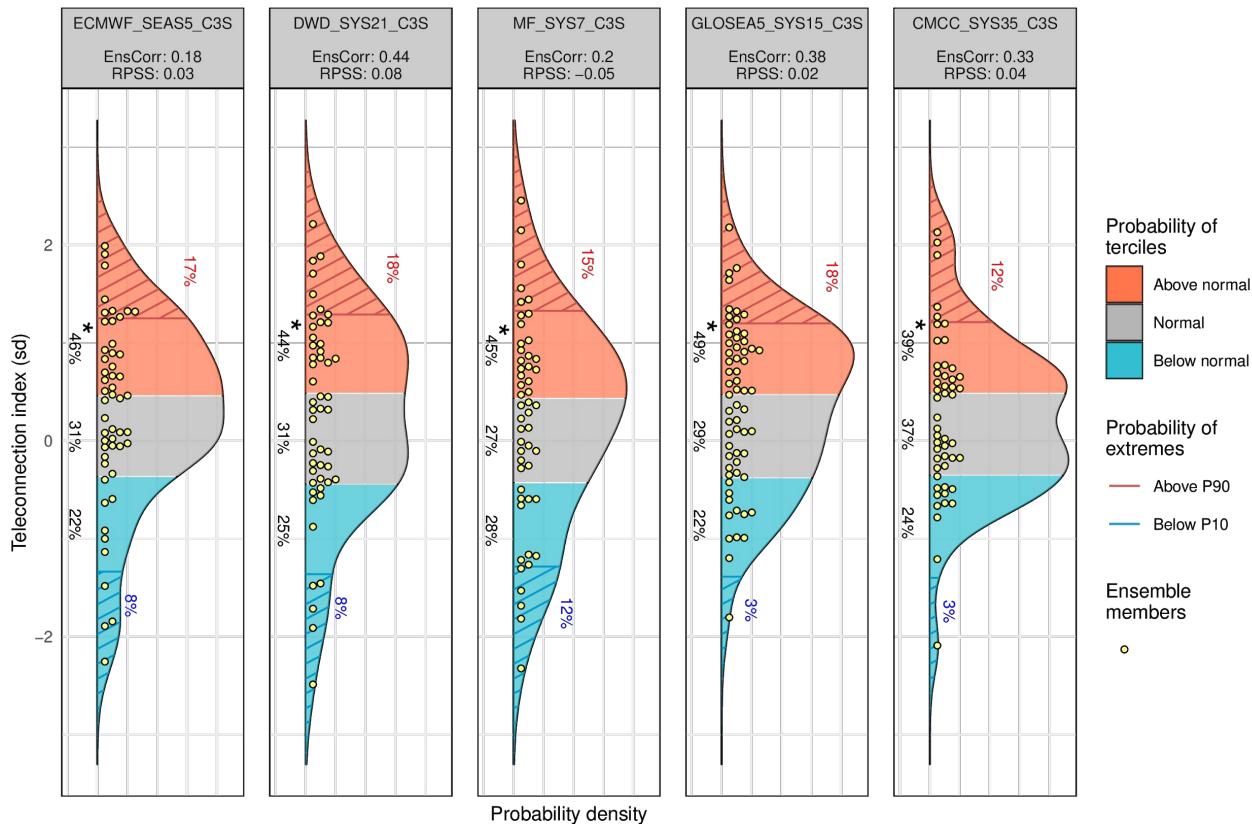 ECMWF_SEAS5_C3S
EnsCorr: 0.18
RPSS: 0.03
DWD_SYS21_C3S
EnsCorr: 0.44
RPSS: 0.08
MF_SYS7_C3S
EnsCorr: 0.2
RPSS: −0.05
GLOSEA5_SYS15_C3S
EnsCorr: 0.38
RPSS: 0.02
CMCC_SYS35_C3S
EnsCorr: 0.33
RPSS: 0.04
Teleconnection index (sd)
2
0
−2
17%
*
46%
31%
22%
8%
18%
*
44%
31%
25%
8%
15%
*
45%
27%
28%
12%
18%
*
49%
29%
22%
3%
12%
*
39%
37%
24%
3%
Probability density
Probability of
terciles
Above normal
Normal
Below normal
Probability of
extremes
Above P90
Below P10
Ensemble
members